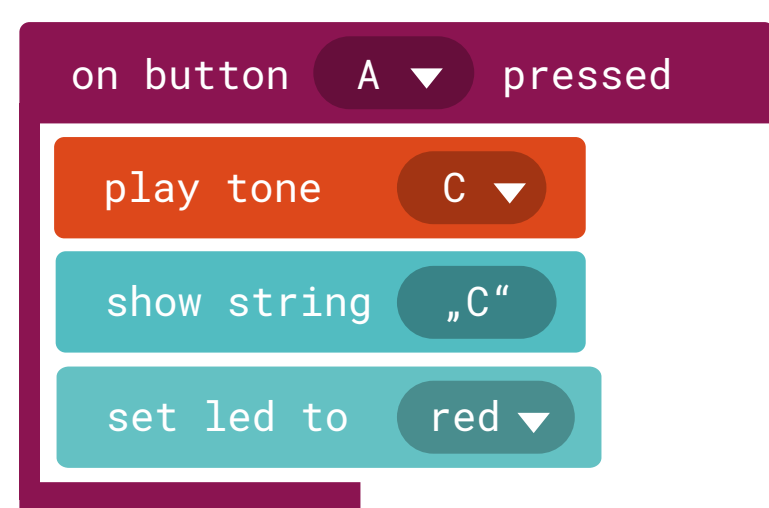 on button A pressed
play tone C
show string „C“
set led to red